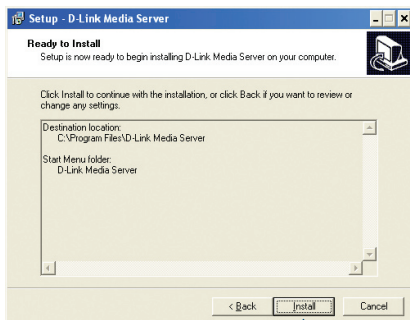 Setup - D-Link Media Server
Ready to Install
Setup is now ready to begin installing D-Link Media Server on your computer.
Click Install to continue with the installation, or click Back if you want to review or
change any settings.
Destination location:
C:\Program Files\D-Link Media Server
Start Menu folder:
D-Link Media Server
< Back
Install
Cancel